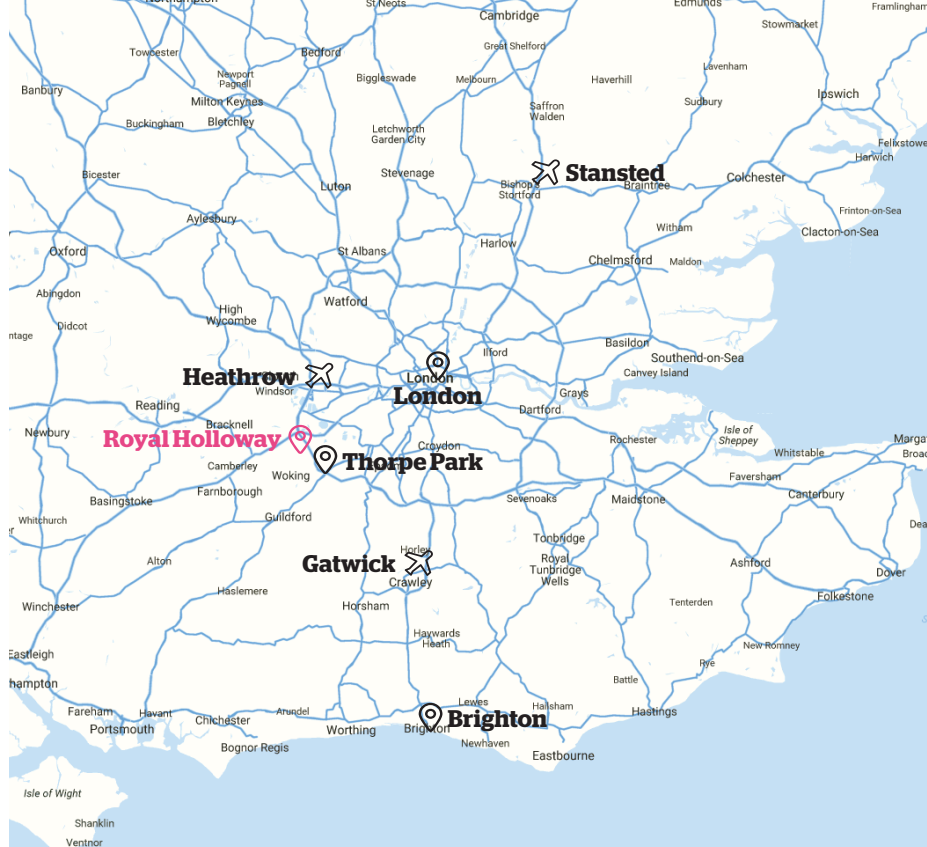 Northampton
St Neots
Cambridge
Edmunds
Framlingham
Stowmarket
Towcester
Bedford
Great Shelford
Newport
Pagnell
Biggleswade
Melbourn
Haverhill
Lavenham
Banbury
Milton Keynes
Saffron
Walden
Sudbury
Ipswich
Buckingham
Bletchley
Letchworth
Garden City
Felixstowe
Harwich
Bicester
Luton
Stevenage
Stansted
Bishop's
Stortford
Braintree
Colchester
Aylesbury
Frinton-on-Sea
Witham
Clacton-on-Sea
Oxford
St Albans
Harlow
Chelmsford
Maldon
Abingdon
Watford
High
Wycombe
Didcot
ntage
Ilford
Basildon
Southend-on-Sea
Canvey Island
Heathrow
Windsor
London
London
Grays
Reading
Dartford
Bracknell
Newbury
Royal Holloway
Croydon
Rochester
Isle of
Sheppey
Marga
Broad
Whitstable
Camberley
Thorpe Park
Woking
Faversham
Farnborough
Basingstoke
Sevenoaks
Maidstone
Canterbury
Whitchurch
Guildford
Dea
Alton
Tonbridge
Gatwick
Horley
Crawley
Royal
Tunbridge
Wells
Ashford
Dover
Haslemere
Winchester
Horsham
Tenterden
Folkestone
Haywards
Heath
New Romney
Eastleigh
Rye
Battle
hampton
Fareham
Havant
Arundel
Lewes
Hailsham
Hastings
Portsmouth
Chichester
Worthing
Brighton
Brighton
Bognor Regis
Newhaven
Eastbourne
Isle of Wight
Shanklin
Ventnor